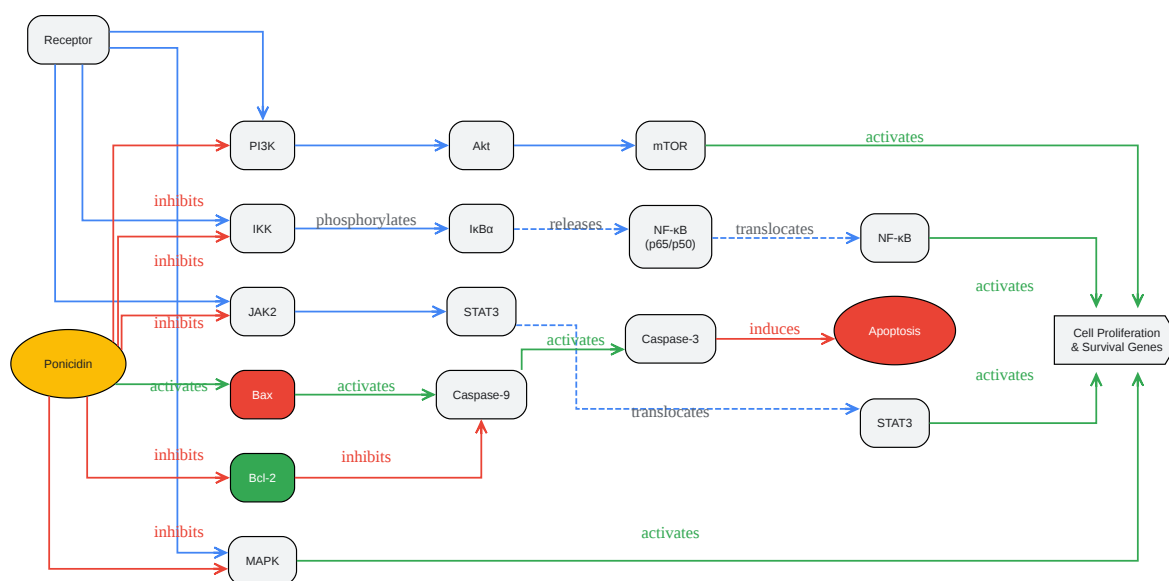 Receptor
PI3K
Akt
mTOR
activates
inhibits
IKK
phosphorylates
IκBα
releases
NF-κB
(p65/p50)
translocates
NF-κB
inhibits
activates
JAK2
STAT3
inhibits
Caspase-3
induces
Apoptosis
Cell Proliferation
& Survival Genes
activates
Ponicidin
activates
Bax
activates
Caspase-9
activates
translocates
STAT3
inhibits
Bcl-2
inhibits
inhibits
MAPK
activates